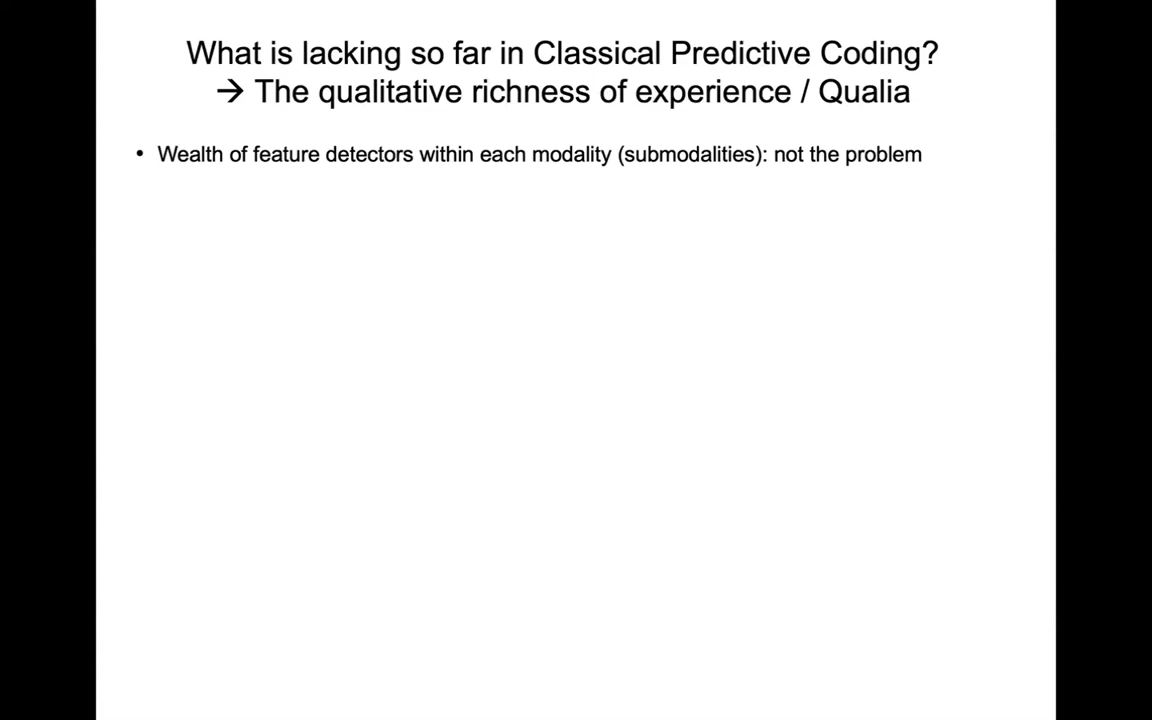 What is lacking so far in Classical Predictive Coding?
→ The qualitative richness of experience / Qualia
• Wealth of feature detectors within each modality (submodalities): not the problem